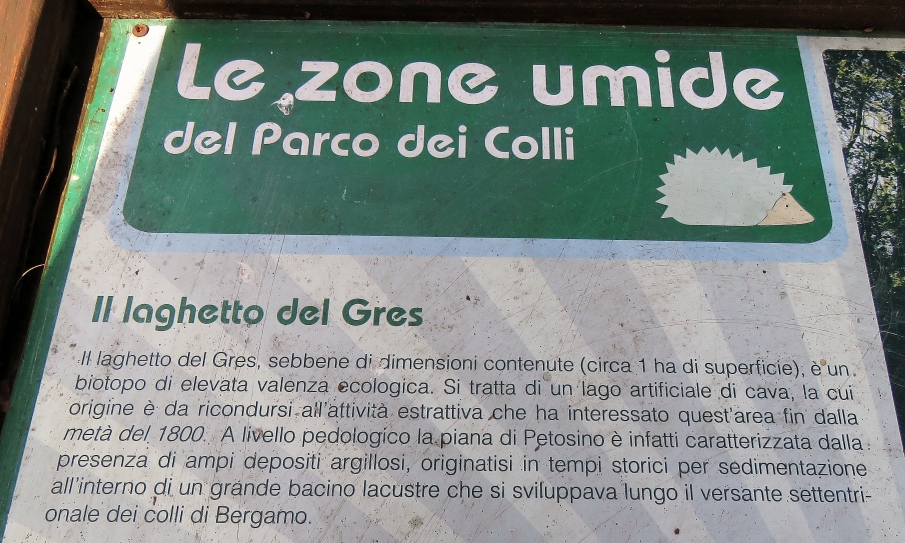 Le zone umide
del Parco dei Colli
Il laghetto del Gres
Il laghetto del Gres, sebbene di dimensioni contenute (circa 1 ha di superficie), è un
biotopo di elevata valenza ecologica. Si tratta di un lago artificiale di cava, la cui
origine è da ricondursi all'attività estrattiva che ha interessato quest'area fin dalla
metà del 1800. A livello pedologico la piana di Petosino è infatti caratterizzata dalla
presenza di ampi depositi argillosi, originatisi in tempi storici per sedimentazione
all'interno di un grande bacino lacustre che si sviluppava lungo il versante settentri-
onale dei colli di Bergamo.